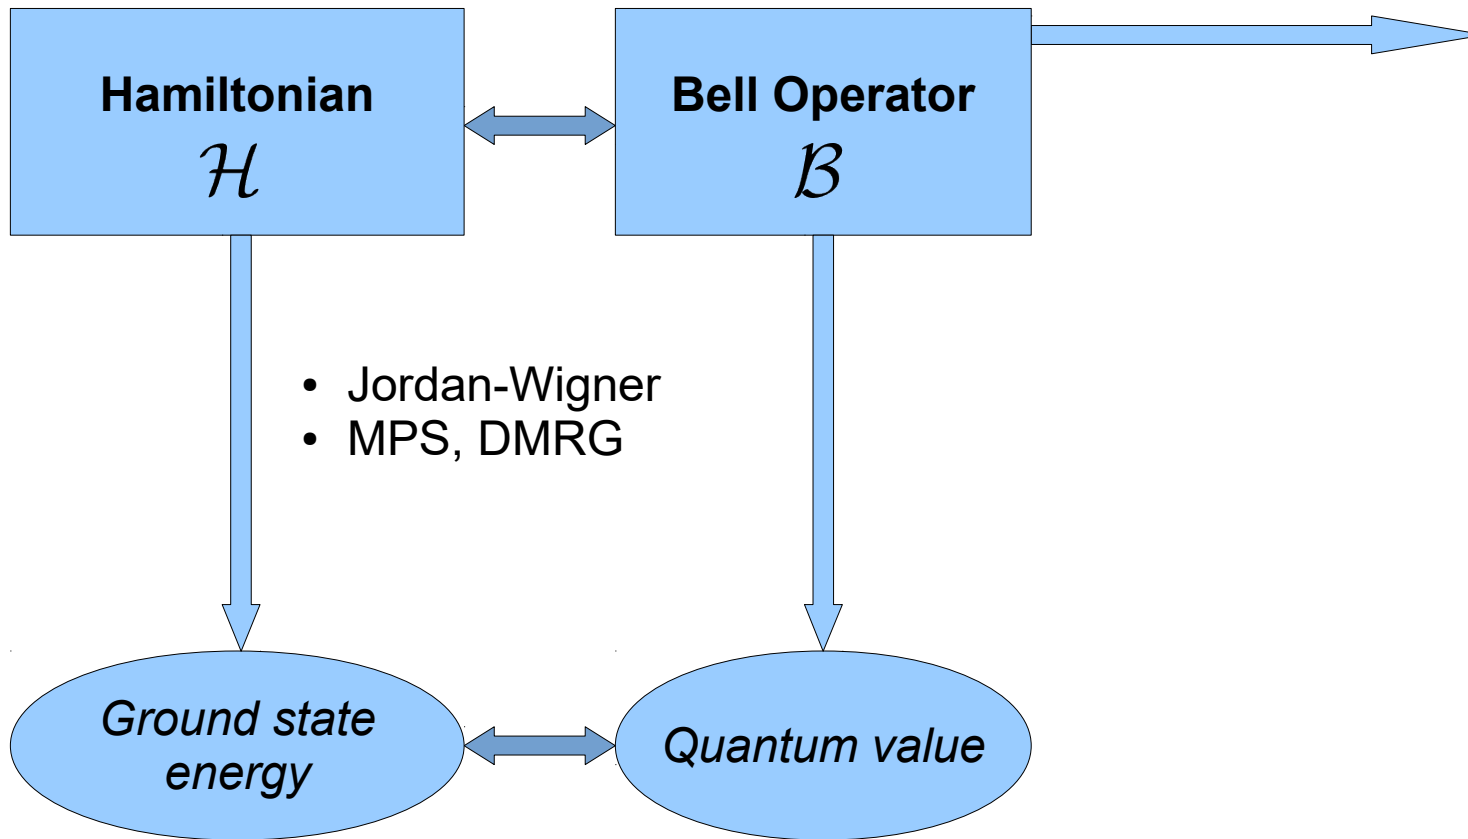 Hamiltonian
ℋ
Bell Operator
ℬ
• Jordan-Wigner
• MPS, DMRG
Ground state
energy
Quantum value